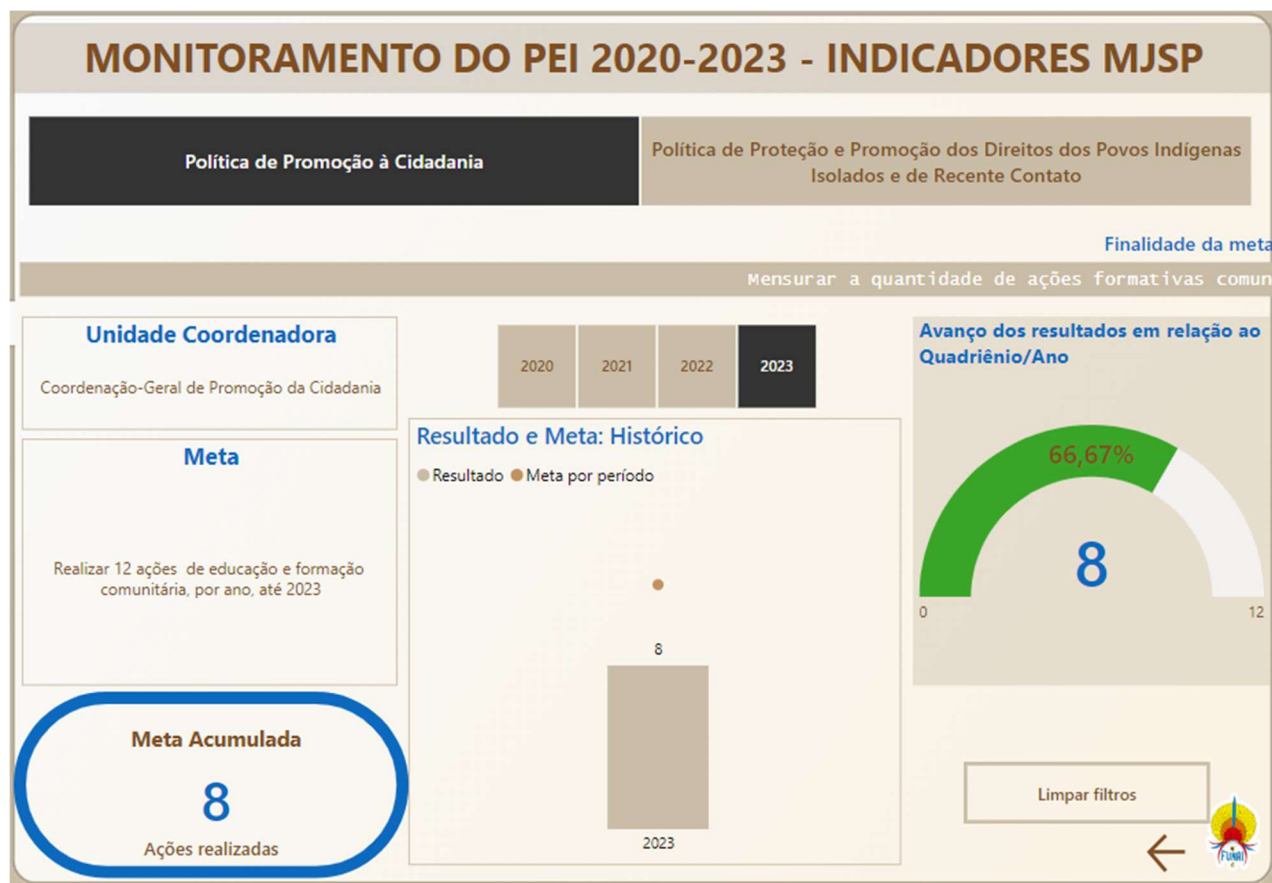 MONITORAMENTO DO PEI 2020-2023 - INDICADORES MJSP
Política de Promoção à Cidadania
Política de Proteção e Promoção dos Direitos dos Povos Indígenas
Isolados e de Recente Contato
Finalidade da meta
Mensurar a quantidade de ações formativas comun
Unidade Coordenadora
Coordenação-Geral de Promoção da Cidadania
Meta
Realizar 12 ações de educação e formação
comunitária, por ano, até 2023
Meta Acumulada
8
Ações realizadas
2020
2021
2022
2023
Resultado e Meta: Histórico
Resultado
Meta por período
8
2023
Avanço dos resultados em relação ao
Quadriênio/Ano
66,67%
8
0
12
Limpar filtros
FUNAI